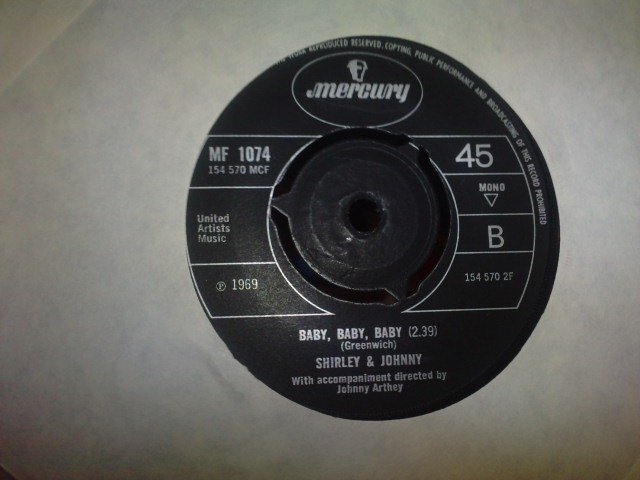 WORK REPRODUCED RESERVED, COPYING, PUBLIC PERFORMANCE AND BROADCASTING OF THIS RECORD PROHIBITED
mercury
MF 1074
154 570 MCF
45
MONO
United
Artists
Music
B
℗ 1969
154 570 2F
BABY, BABY, BABY (2.39)
(Greenwich)
SHIRLEY & JOHNNY
With accompaniment directed by
Johnny Arthey